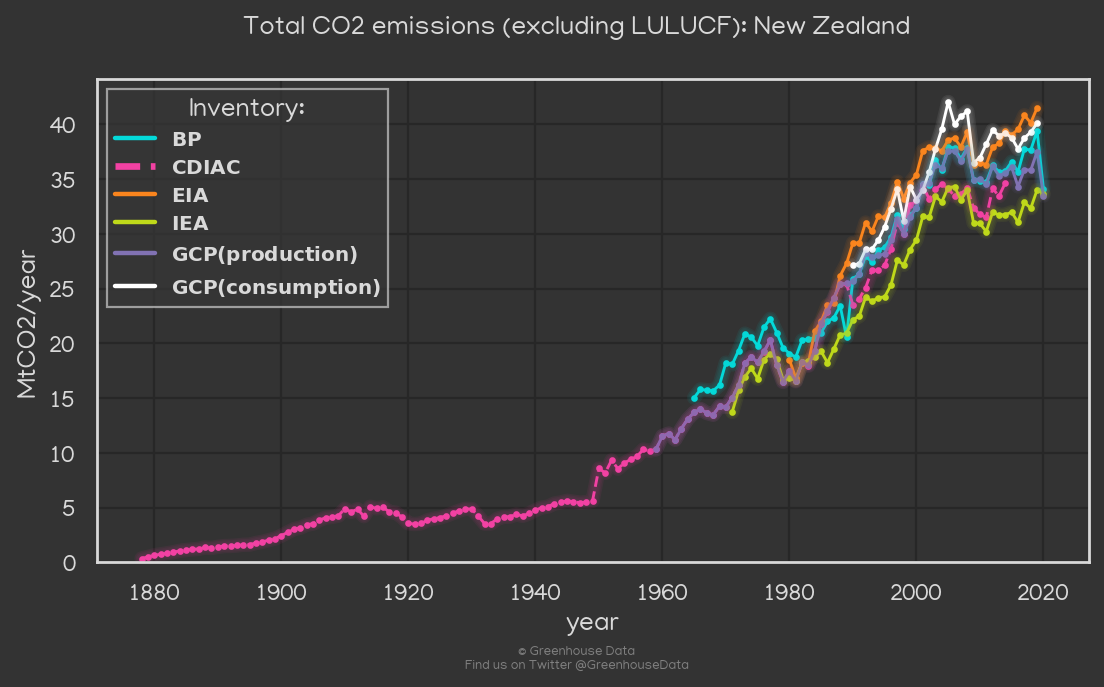 Total CO2 emissions (excluding LULUCF): New Zealand
Inventory:
BP
CDIAC
EIA
IEA
GCP(production)
GCP(consumption)
MtCO2/year
40
35
30
25
20
15
10
5
0
1880 1900 1920 1940 1960 1980 2000 2020
year
© Greenhouse Data
Find us on Twitter @GreenhouseData